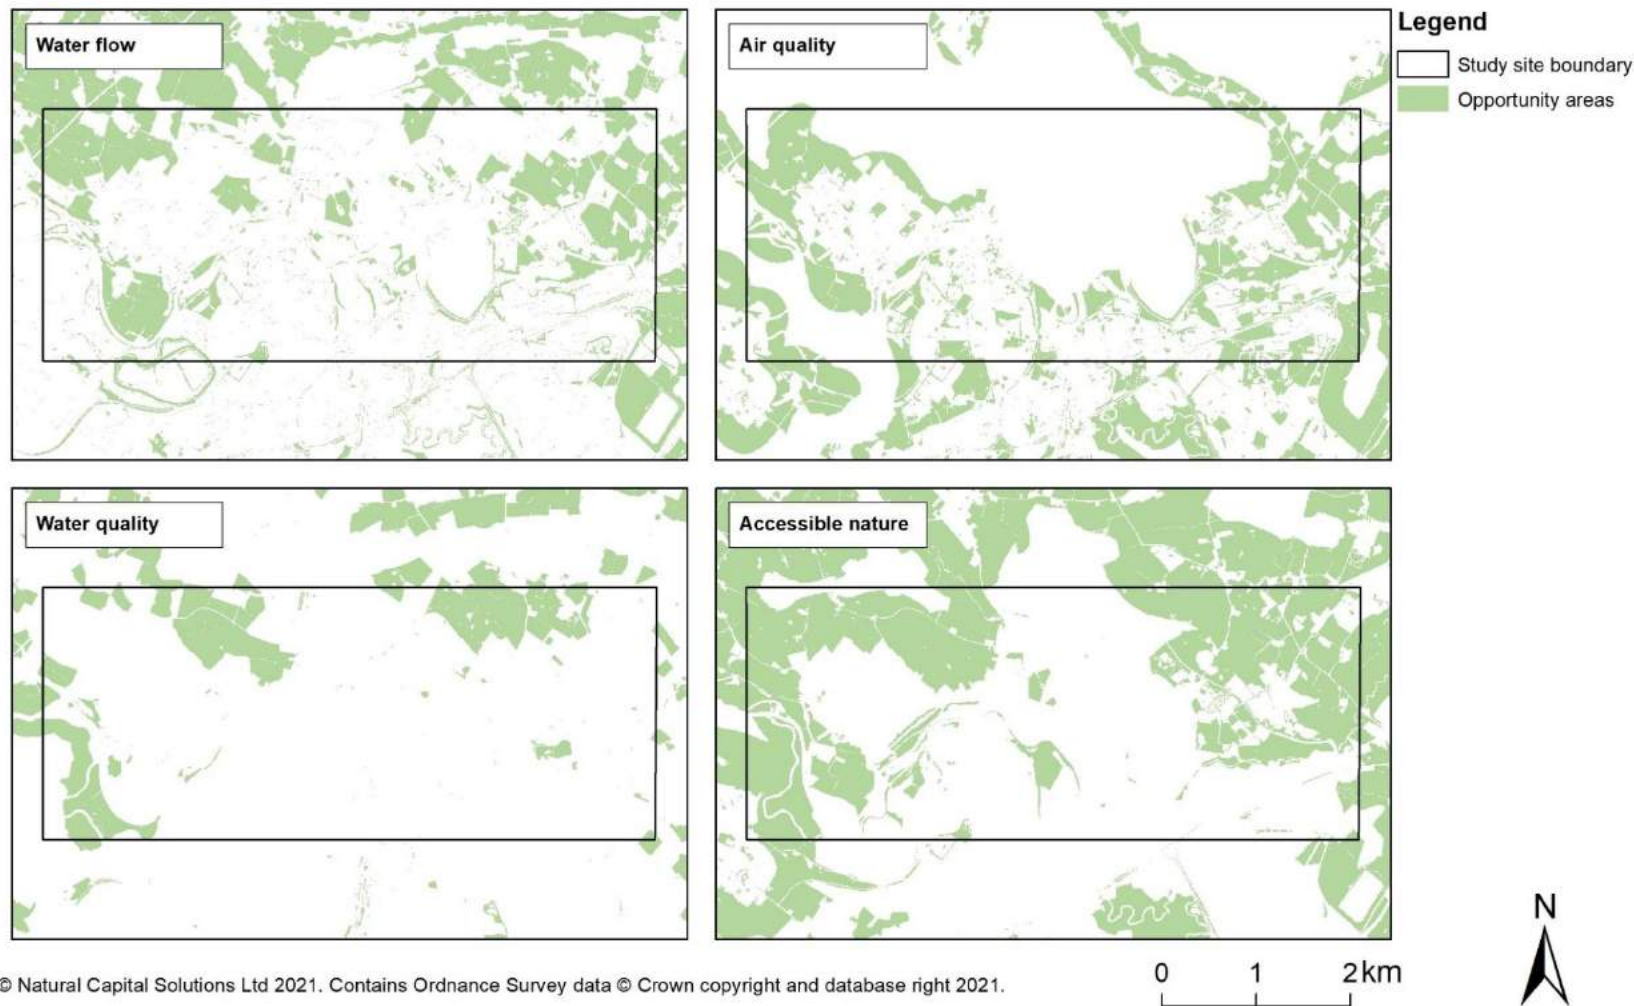 Water flow
Air quality
Legend
Study site boundary
Opportunity areas
Water quality
Accessible nature
N
© Natural Capital Solutions Ltd 2021. Contains Ordnance Survey data © Crown copyright and database right 2021.
0 1 2 km